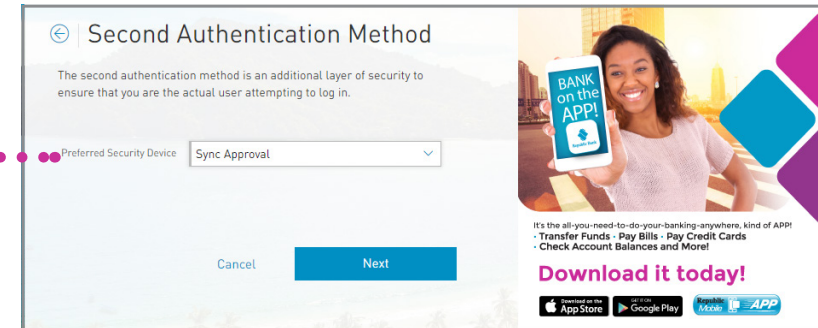 Second Authentication Method
The second authentication method is an additional layer of security to
ensure that you are the actual user attempting to log in.
Preferred Security Device
Sync Approval
Cancel
Next
BANK
on the
APP!
Republic Bank
It's the all-you-need-to-do-your-banking-anywhere, kind of APP!
· Transfer Funds · Pay Bills · Pay Credit Cards
· Check Account Balances and More!
Download it today!
Download on the
App Store
GET IT ON
Google Play
Republic
Mobile
APP